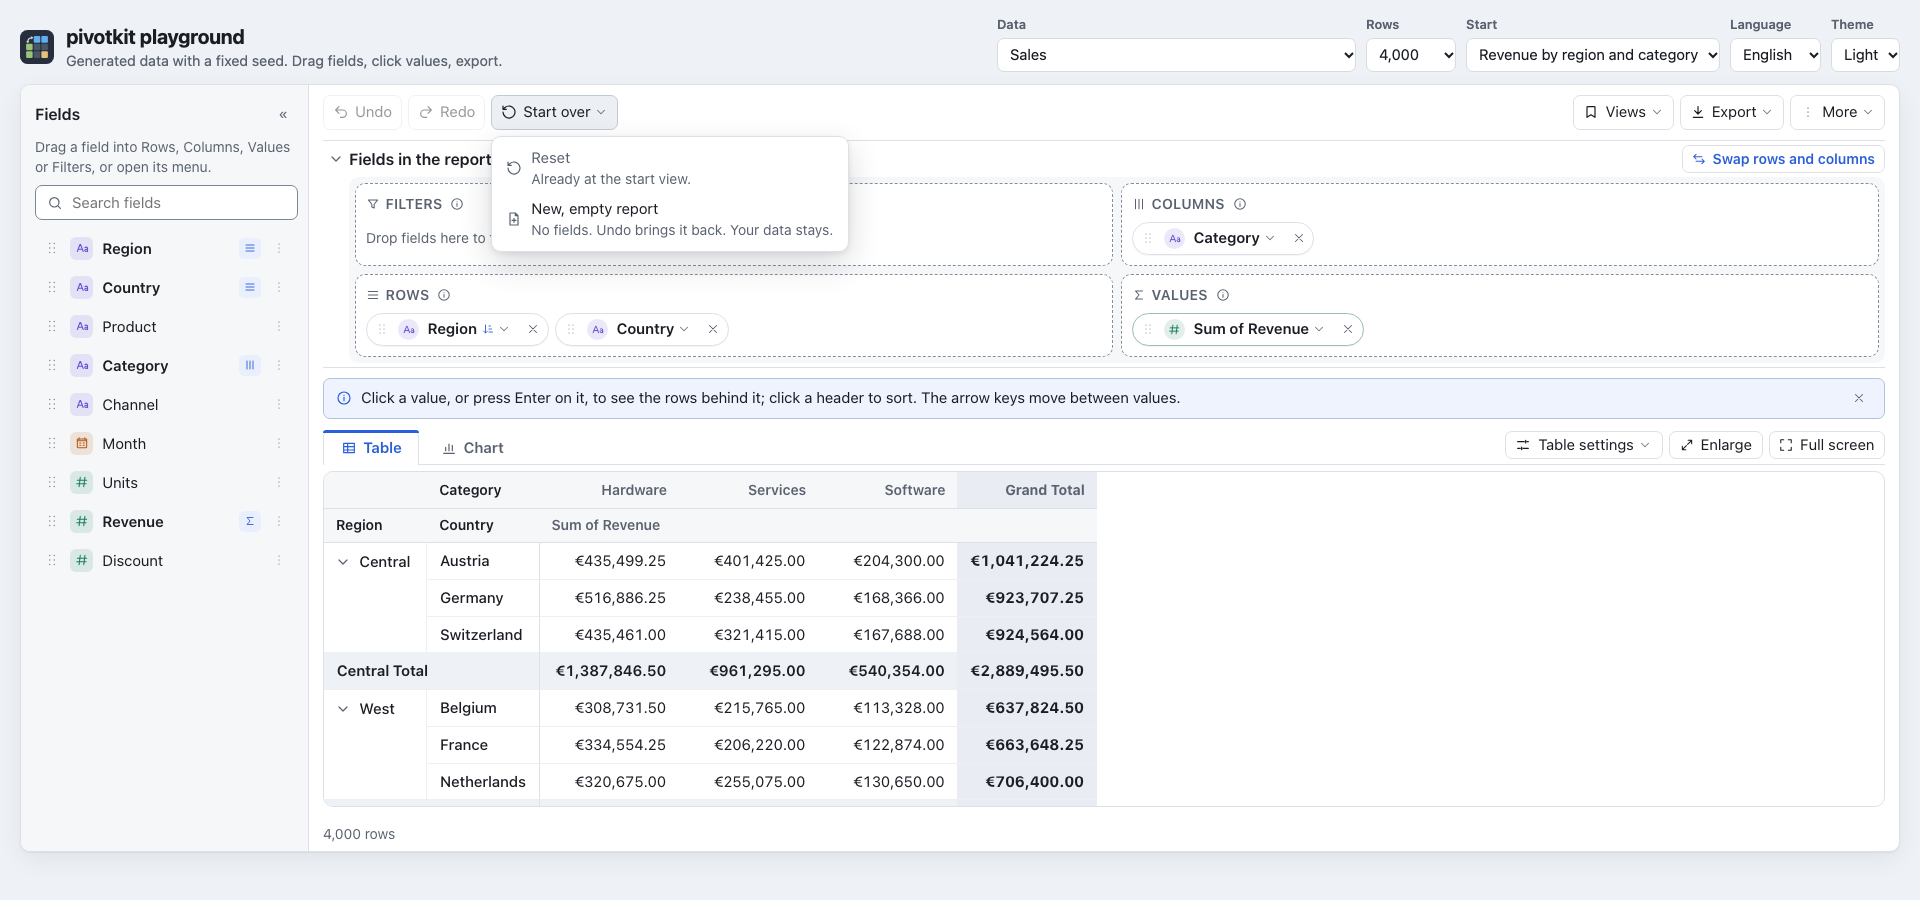 pivotkit playground
Generated data with a fixed seed. Drag fields, click values, export.
Data
Rows
Start
Language
Theme
Sales
4,000
Revenue by region and category
English
Light
Fields
«
Drag a field into Rows, Columns, Values
or Filters, or open its menu.
Search fields
Aa Region
Aa Country
Aa Product
Aa Category
Aa Channel
Month
# Units
# Revenue Σ
# Discount
Undo
Redo
Start over
Views
Export
More
Reset
Already at the start view.
New, empty report
No fields. Undo brings it back. Your data stays.
Fields in the report
Swap rows and columns
FILTERS
Drop fields here to
COLUMNS
Aa Category
ROWS
Aa Region
Aa Country
Σ VALUES
# Sum of Revenue
Click a value, or press Enter on it, to see the rows behind it; click a header to sort. The arrow keys move between values.
Table
Chart
Table settings
Enlarge
Full screen
Category Hardware Services Software Grand Total
Region Country Sum of Revenue
Central Austria €435,499.25 €401,425.00 €204,300.00 €1,041,224.25
Germany €516,886.25 €238,455.00 €168,366.00 €923,707.25
Switzerland €435,461.00 €321,415.00 €167,688.00 €924,564.00
Central Total €1,387,846.50 €961,295.00 €540,354.00 €2,889,495.50
West Belgium €308,731.50 €215,765.00 €113,328.00 €637,824.50
France €334,554.25 €206,220.00 €122,874.00 €663,648.25
Netherlands €320,675.00 €255,075.00 €130,650.00 €706,400.00
4,000 rows